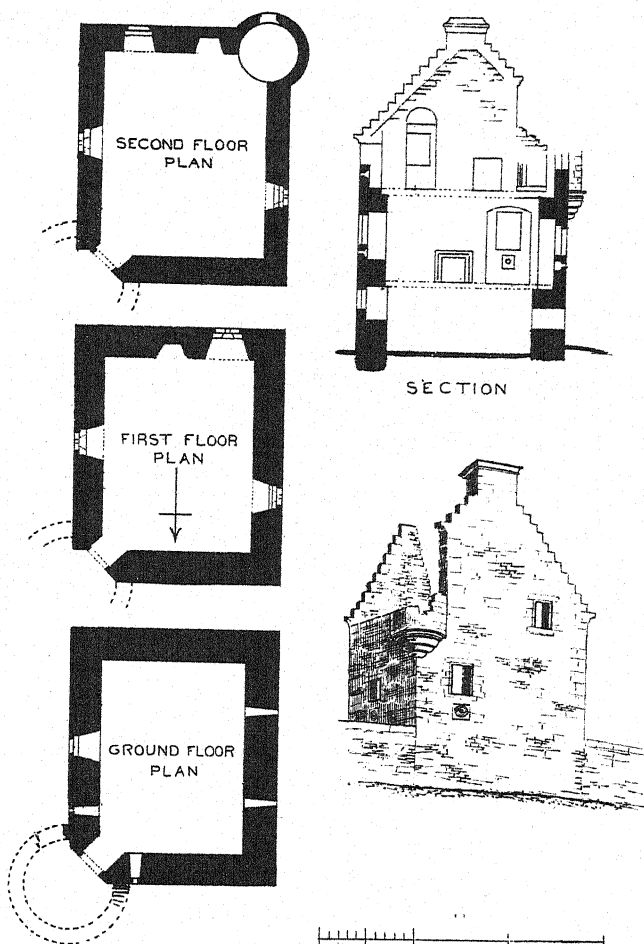 SECOND FLOOR
PLAN
FIRST FLOOR
PLAN
GROUND FLOOR
PLAN
SECTION